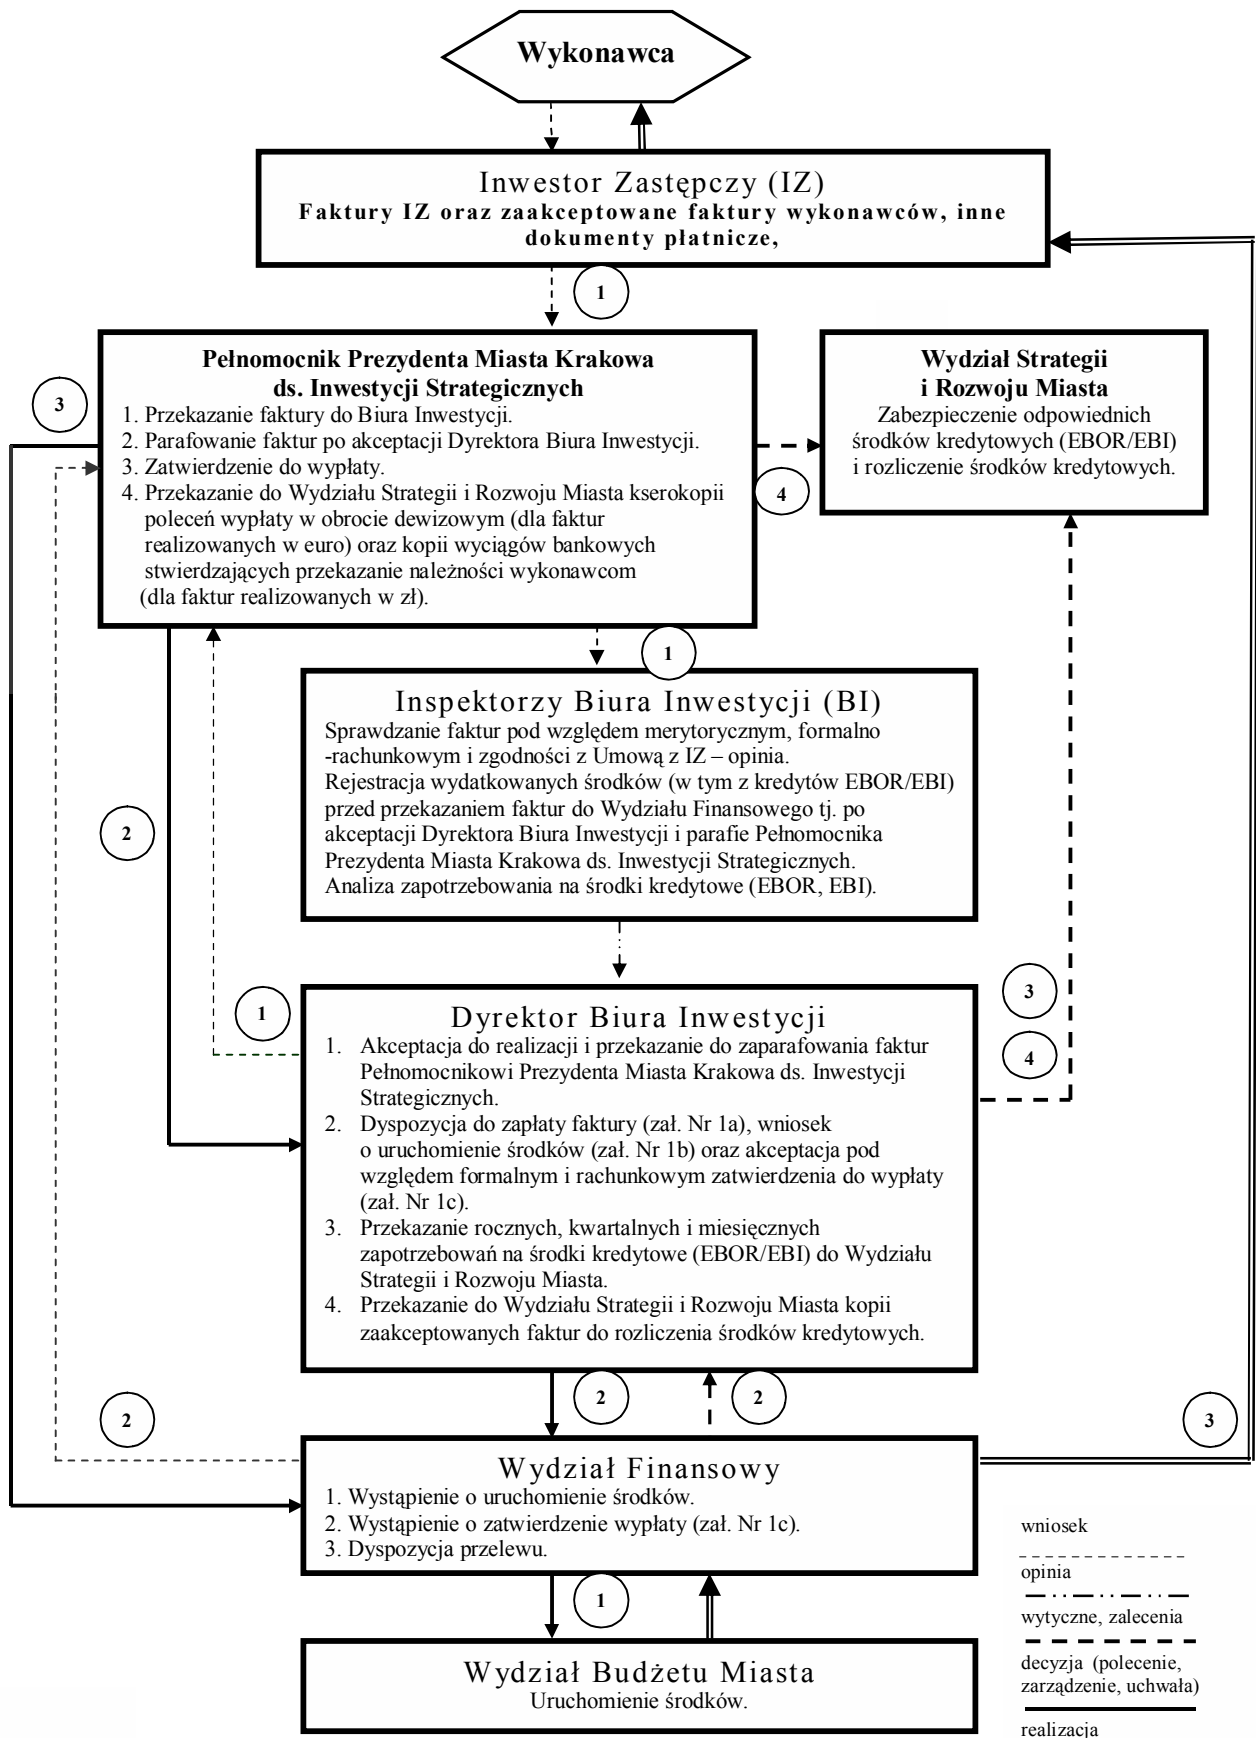 Wykonawca
Inwestor Zastępczy (IZ)
Faktury IZ oraz zaakceptowane faktury wykonawców, inne
dokumenty płatnicze,
1
Pełnomocnik Prezydenta Miasta Krakowa
ds. Inwestycji Strategicznych
1. Przekazanie faktury do Biura Inwestycji.
2. Parafowanie faktur po akceptacji Dyrektora Biura Inwestycji.
3. Zatwierdzenie do wypłaty.
4. Przekazanie do Wydziału Strategii i Rozwoju Miasta kserokopii
poleceń wypłaty w obrocie dewizowym (dla faktur
realizowanych w euro) oraz kopii wyciągów bankowych
stwierdzających przekazanie należności wykonawcom
(dla faktur realizowanych w zł).
3
4
Wydział Strategii
i Rozwoju Miasta
Zabezpieczenie odpowiednich
środków kredytowych (EBOR/EBI)
i rozliczenie środków kredytowych.
1
Inspektorzy Biura Inwestycji (BI)
Sprawdzanie faktur pod względem merytorycznym, formalno
-rachunkowym i zgodności z Umową z IZ – opinia.
Rejestracja wydatkowanych środków (w tym z kredytów EBOR/EBI)
przed przekazaniem faktur do Wydziału Finansowego tj. po
akceptacji Dyrektora Biura Inwestycji i parafie Pełnomocnika
Prezydenta Miasta Krakowa ds. Inwestycji Strategicznych.
Analiza zapotrzebowania na środki kredytowe (EBOR, EBI).
2
1
3
4
Dyrektor Biura Inwestycji
1. Akceptacja do realizacji i przekazanie do zaparafowania faktur
Pełnomocnikowi Prezydenta Miasta Krakowa ds. Inwestycji
Strategicznych.
2. Dyspozycja do zapłaty faktury (zał. Nr 1a), wniosek
o uruchomienie środków (zał. Nr 1b) oraz akceptacja pod
względem formalnym i rachunkowym zatwierdzenia do wypłaty
(zał. Nr 1c).
3. Przekazanie rocznych, kwartalnych i miesięcznych
zapotrzebowań na środki kredytowe (EBOR/EBI) do Wydziału
Strategii i Rozwoju Miasta.
4. Przekazanie do Wydziału Strategii i Rozwoju Miasta kopii
zaakceptowanych faktur do rozliczenia środków kredytowych.
2
2
2
3
Wydział Finansowy
1. Wystąpienie o uruchomienie środków.
2. Wystąpienie o zatwierdzenie wypłaty (zał. Nr 1c).
3. Dyspozycja przelewu.
1
Wydział Budżetu Miasta
Uruchomienie środków.
wniosek
opinia
wytyczne, zalecenia
decyzja (polecenie,
zarządzenie, uchwała)
realizacja